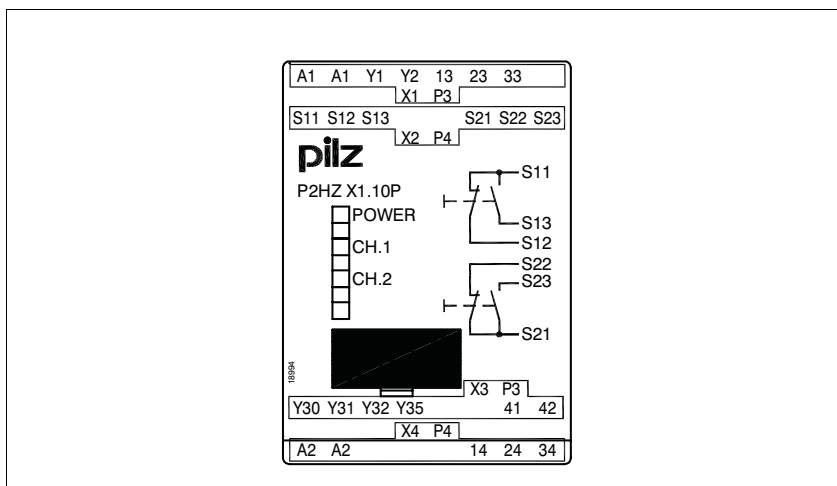 A1 A1 Y1 Y2 13 23 33
X1 P3
S11 S12 S13 S21 S22 S23
X2 P4
pilz
P2HZ X1.10P
POWER
CH.1
CH.2
S11
S13
S12
S22
S23
S21
18994
X3 P3
Y30 Y31 Y32 Y35 41 42
X4 P4
A2 A2 14 24 34